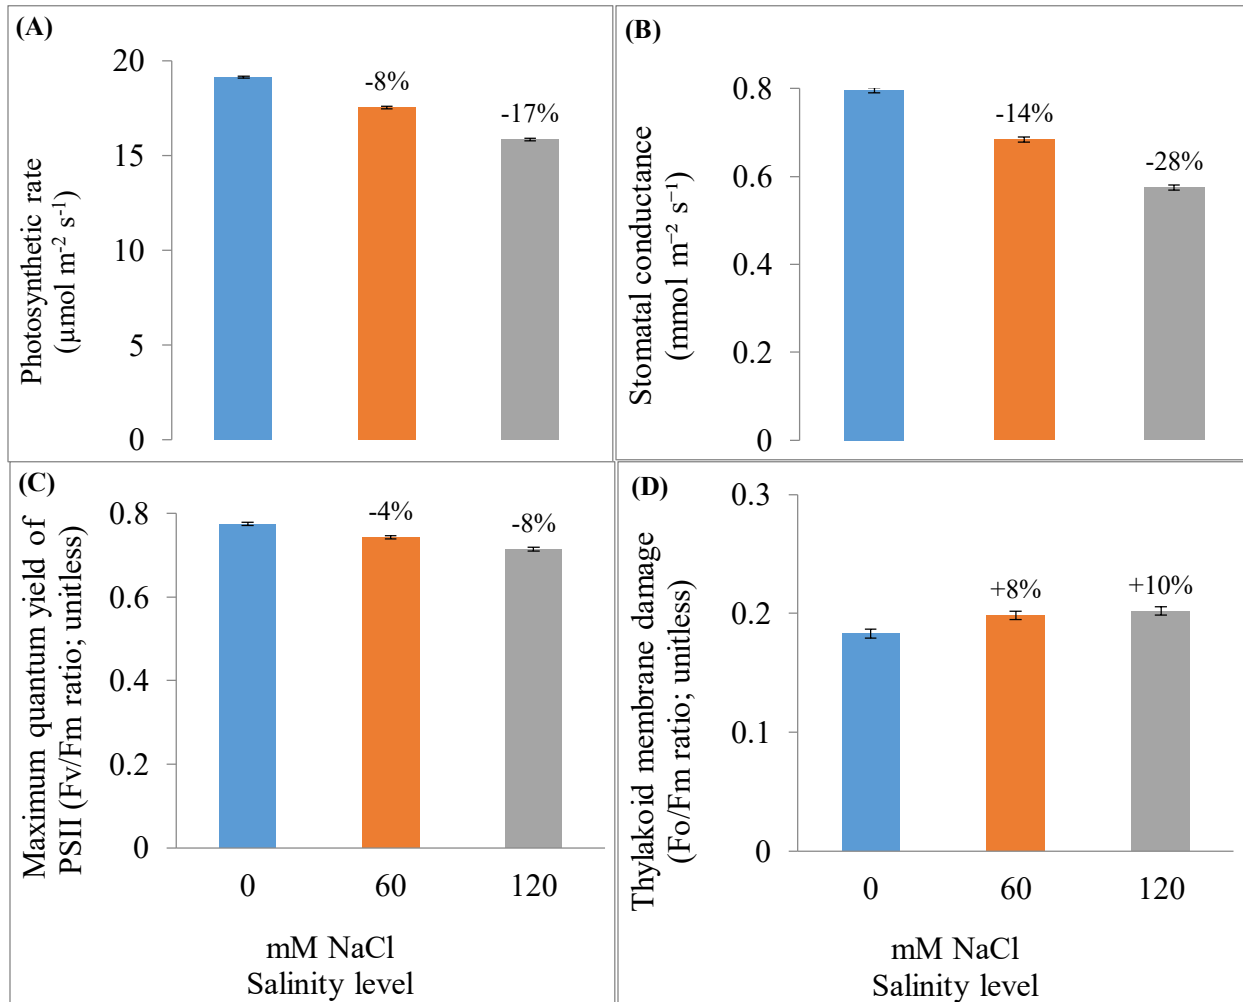 (A)
Photosynthetic rate
(µmol m⁻² s⁻¹)
20
15
10
5
0
-8%
-17%
(B)
Stomatal conductance
(mmol m⁻² s⁻¹)
0.8
0.6
0.4
0.2
0
-14%
-28%
(C)
Maximum quantum yield of
PSII (Fv/Fm ratio; unitless)
0.8
0.6
0.4
0.2
0
-4%
-8%
0 60 120
mM NaCl
Salinity level
(D)
Thylakoid membrane damage
(Fo/Fm ratio; unitless)
0.3
0.2
0.1
0
+8%
+10%
0 60 120
mM NaCl
Salinity level